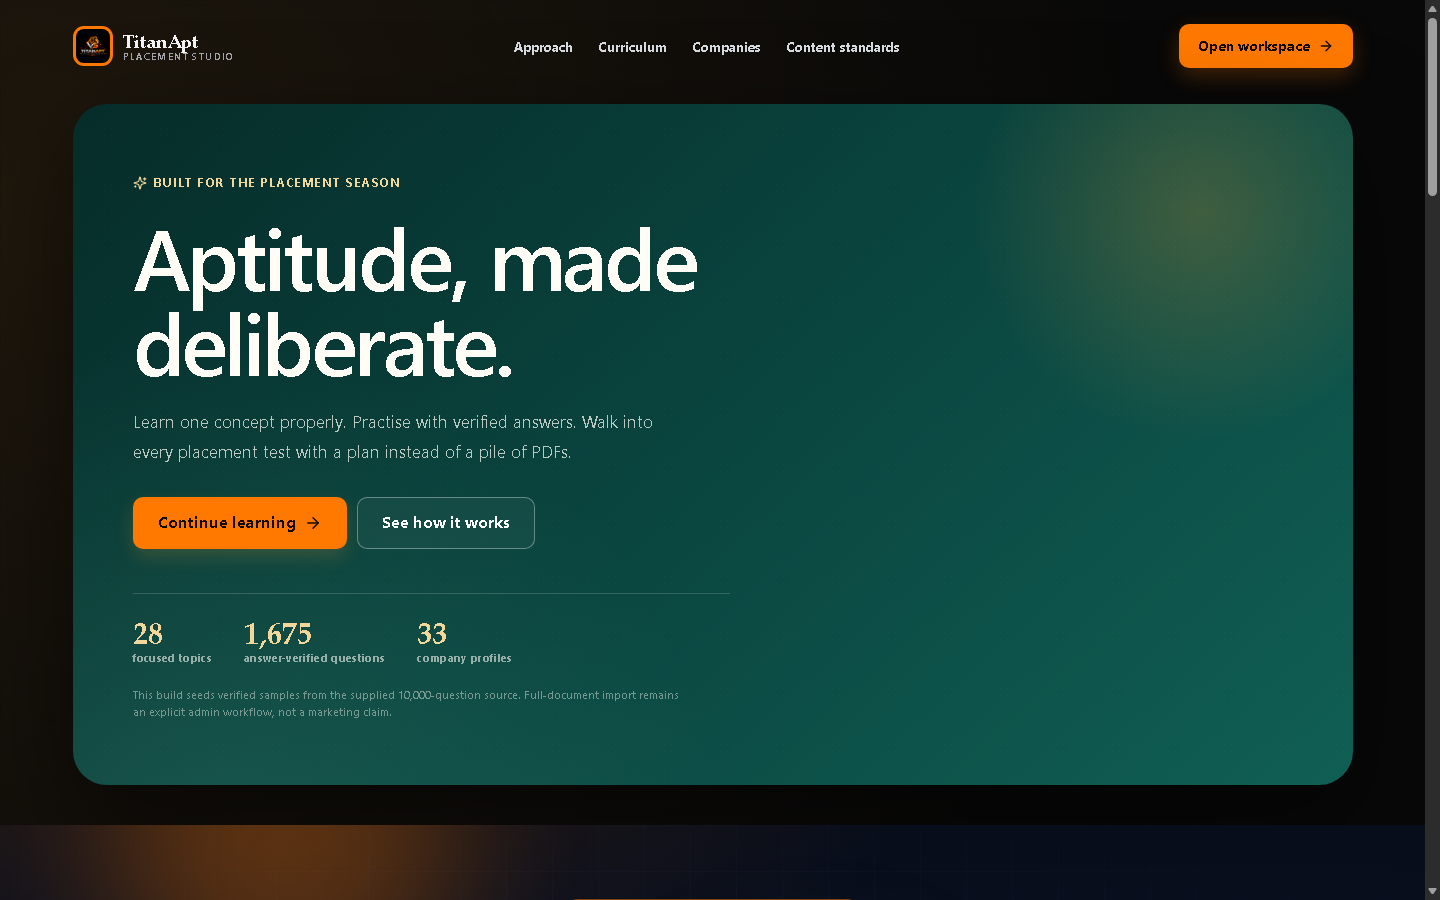 TitanApt
PLACEMENT STUDIO
Approach
Curriculum
Companies
Content standards
Open workspace
BUILT FOR THE PLACEMENT SEASON
Aptitude, made
deliberate.
Learn one concept properly. Practise with verified answers. Walk into
every placement test with a plan instead of a pile of PDFs.
Continue learning
See how it works
28
focused topics
1,675
answer-verified questions
33
company profiles
This build seeds verified samples from the supplied 10,000-question source. Full-document import remains
an explicit admin workflow, not a marketing claim.